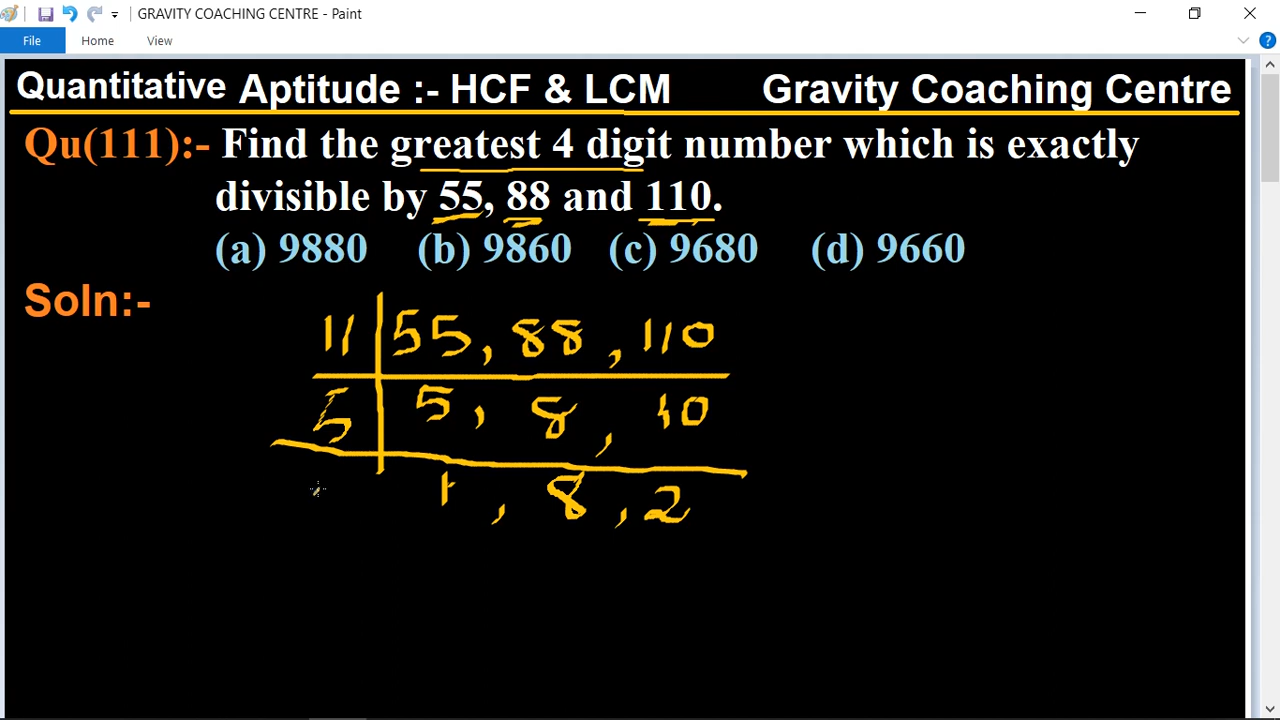 GRAVITY COACHING CENTRE - Paint
File Home View
Quantitative Aptitude :- HCF & LCM Gravity Coaching Centre
Qu(111):- Find the greatest 4 digit number which is exactly
divisible by 55, 88 and 110.
(a) 9880 (b) 9860 (c) 9680 (d) 9660
Soln:-
11 55, 88, 110
5 5, 8, 10
1, 8, 2